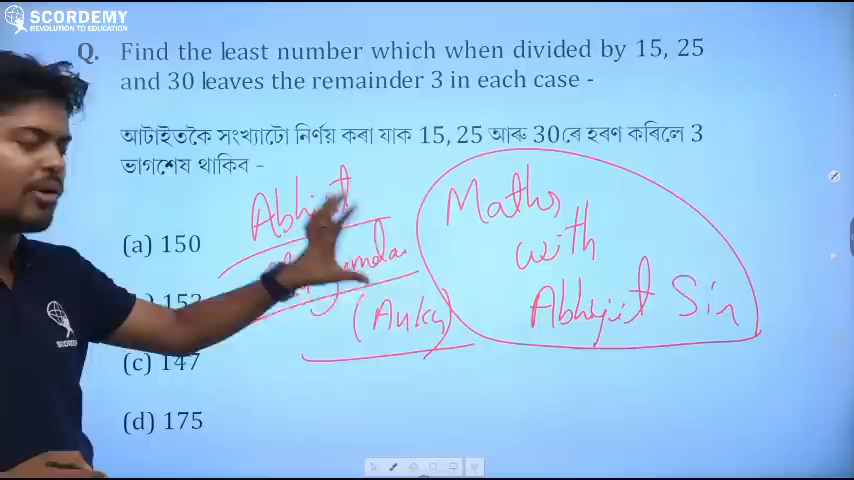 SCORDEMY
REVOLUTION TO EDUCATION
Q. Find the least number which when divided by 15, 25
and 30 leaves the remainder 3 in each case -
আটাইতকৈ সংখ্যাটো নিৰ্ণয় কৰা যাক 15, 25 আৰু 30ৰে হৰণ কৰিলে 3
ভাগশেষ থাকিব -
Abhijit
Maths
with
Abhijit Sir
(a) 150
153
(c) 147
(d) 175